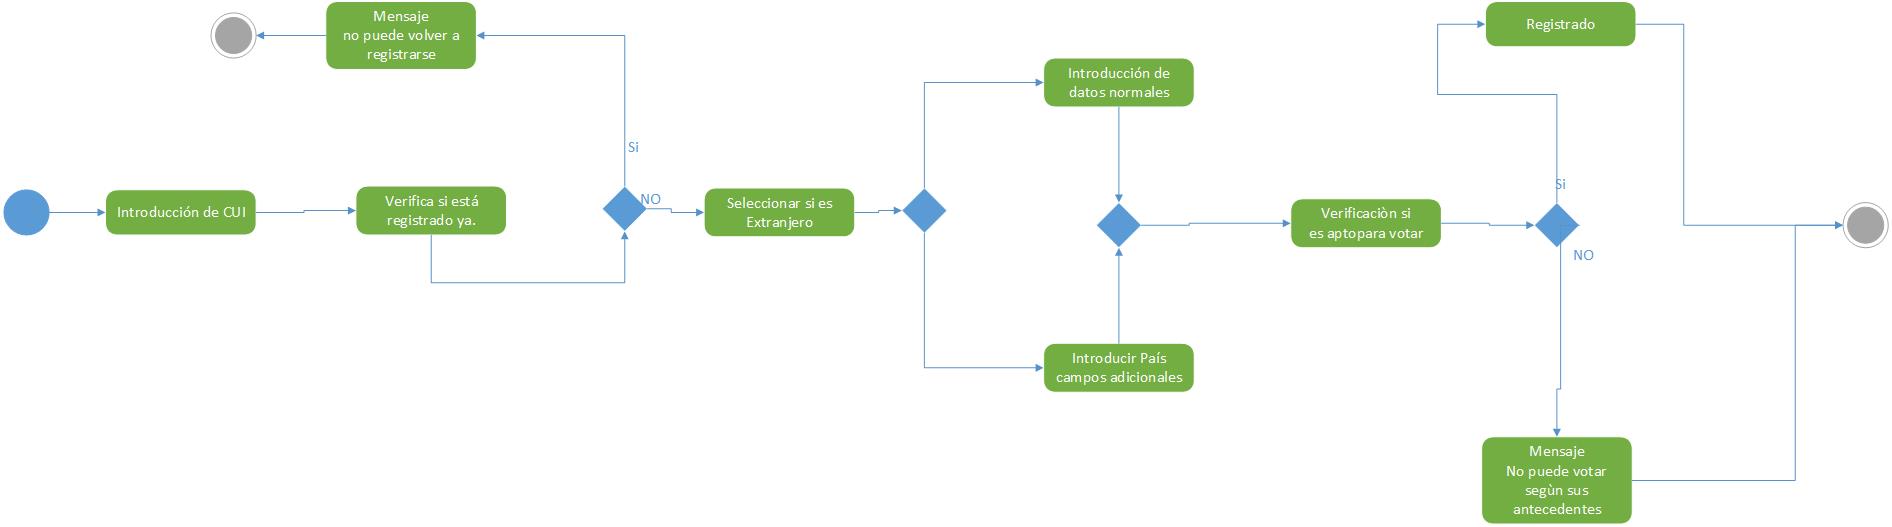 Mensaje
no puede volver a
registrarse
Registrado
Introducción de
datos normales
Si
Introducción de CUI
Verifica si está
registrado ya.
NO
Seleccionar si es
Extranjero
Verificaciòn si
es aptopara votar
Si
NO
Introducir País
campos adicionales
Mensaje
No puede votar
segùn sus
antecedentes